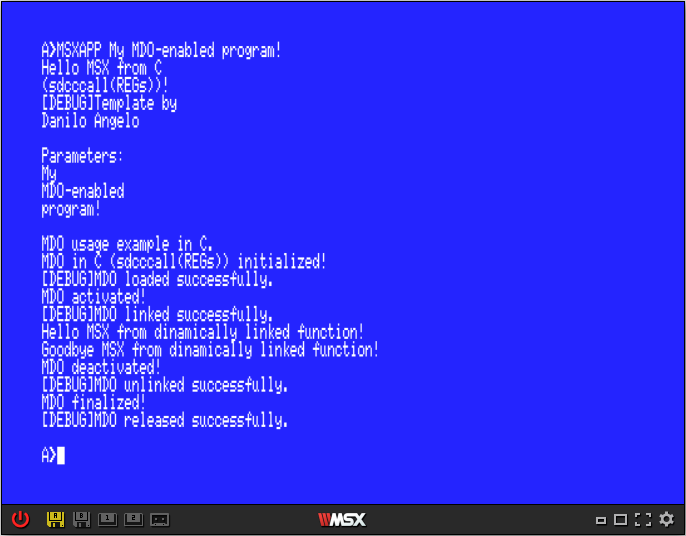 A>MSXAPP My MDO-enabled program!
Hello MSX from C
(sdcccall(REGs))!
[DEBUG]Template by
Danilo Angelo
Parameters:
My
MDO-enabled
program!
MDO usage example in C.
MDO in C (sdcccall(REGs)) initialized!
[DEBUG]MDO loaded successfully.
MDO activated!
[DEBUG]MDO linked successfully.
Hello MSX from dinamically linked function!
Goodbye MSX from dinamically linked function!
MDO deactivated!
[DEBUG]MDO unlinked successfully.
MDO finalized!
[DEBUG]MDO released successfully.
A>
A B 1 2 WMSX